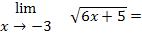 lim √6x + 5 =
x → −3